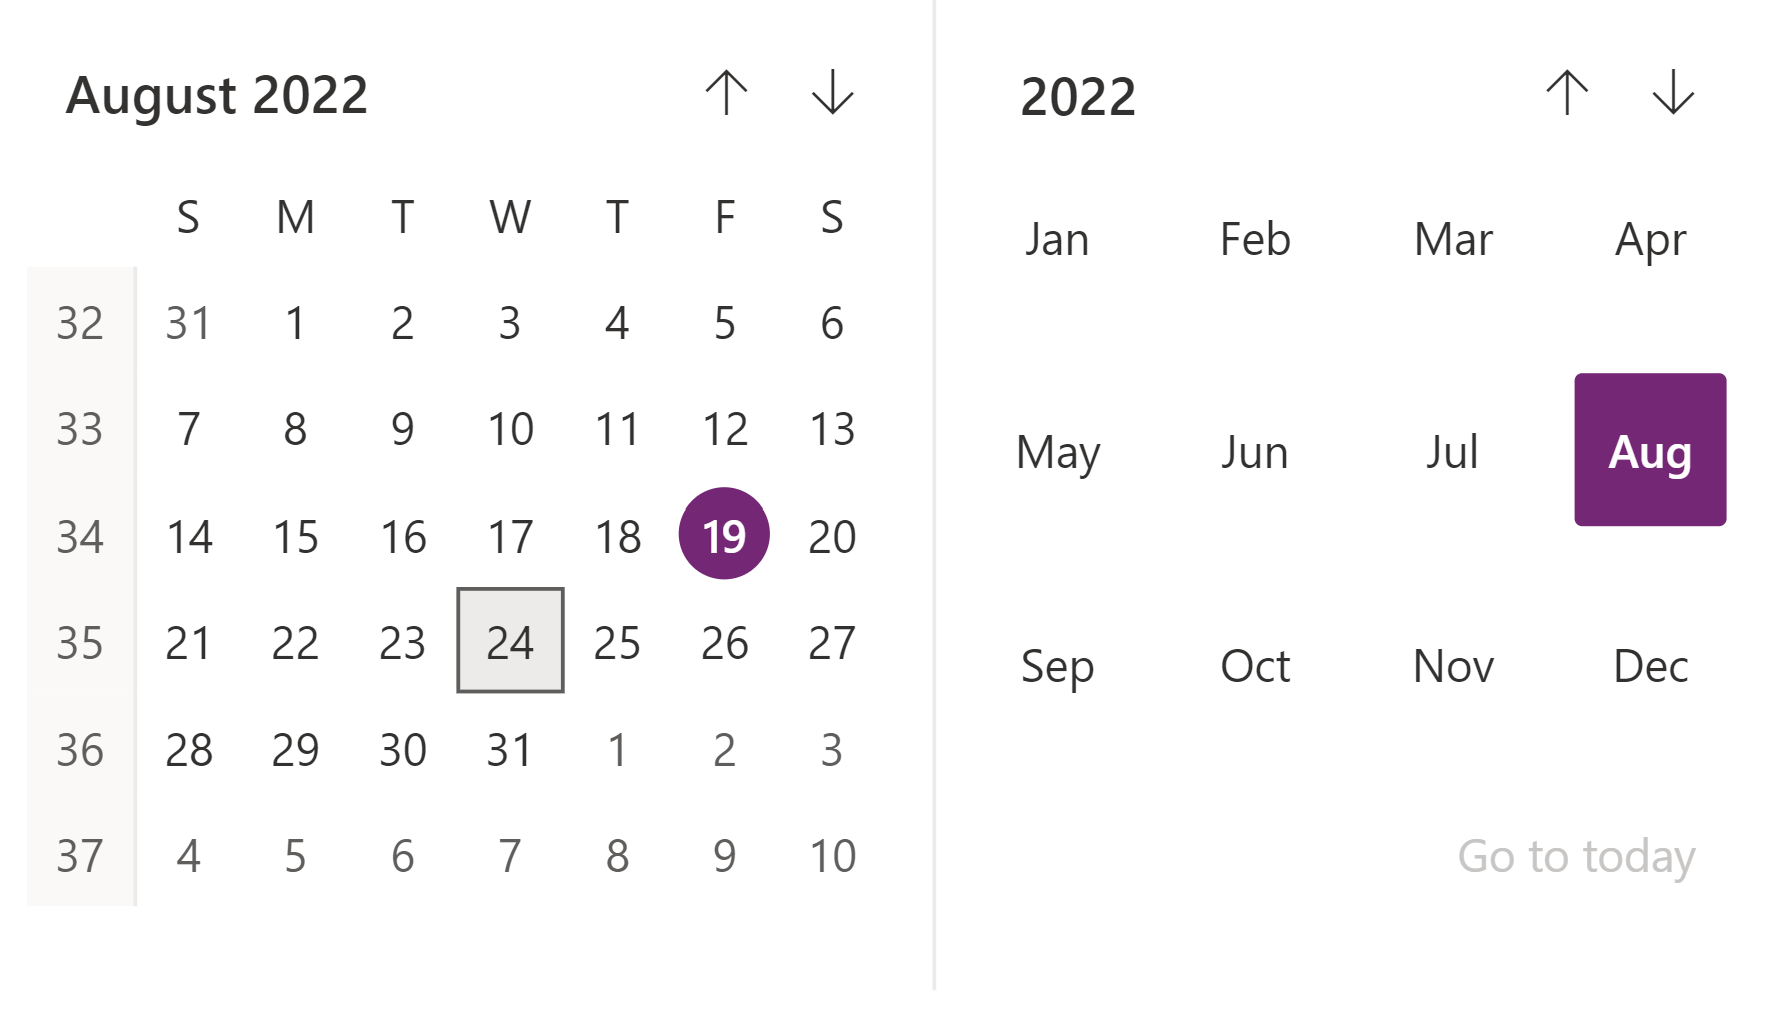 August 2022
S M T W T F S
32 31 1 2 3 4 5 6
33 7 8 9 10 11 12 13
34 14 15 16 17 18 19 20
35 21 22 23 24 25 26 27
36 28 29 30 31 1 2 3
37 4 5 6 7 8 9 10
2022
Jan Feb Mar Apr
May Jun Jul Aug
Sep Oct Nov Dec
Go to today